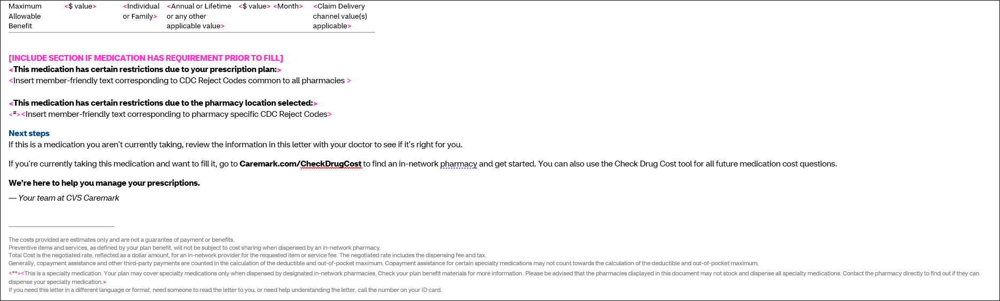 Maximum <$ value> <Individual <Annual or Lifetime <$ value> <Month> <Claim Delivery
Allowable or Family> or any other channel value(s)
Benefit applicable value> applicable>
[INCLUDE SECTION IF MEDICATION HAS REQUIREMENT PRIOR TO FILL]
<This medication has certain restrictions due to your prescription plan:>
<Insert member-friendly text corresponding to CDC Reject Codes common to all pharmacies >
<This medication has certain restrictions due to the pharmacy location selected:>
<#><Insert member-friendly text corresponding to pharmacy specific CDC Reject Codes>
Next steps
If this is a medication you aren't currently taking, review the information in this letter with your doctor to see if it's right for you.
If you're currently taking this medication and want to fill it, go to Caremark.com/CheckDrugCost to find an in-network pharmacy and get started. You can also use the Check Drug Cost tool for all future medication cost questions.
We're here to help you manage your prescriptions.
— Your team at CVS Caremark
The costs provided are estimates only and are not a guarantee of payment or benefits.
Preventive items and services, as defined by your plan benefit, will not be subject to cost sharing when dispensed by an in-network pharmacy.
Total Cost is the negotiated rate, reflected as a dollar amount, for an in-network provider for the requested item or service fee. The negotiated rate includes the dispensing fee and tax.
Generally, copayment assistance and other third-party payments are counted in the calculation of the deductible and out-of-pocket maximum. Copayment assistance for certain specialty medications may not count towards the calculation of the deductible and out-of-pocket maximum.
<**><This is a specialty medication. Your plan may cover specialty medications only when dispensed by designated in-network pharmacies. Check your plan benefit materials for more information. Please be advised that the pharmacies displayed in this document may not stock and dispense all specialty medications. Contact the pharmacy directly to find out if they can
dispense your specialty medication.>
If you need this letter in a different language or format, need someone to read the letter to you, or need help understanding the letter, call the number on your ID card.